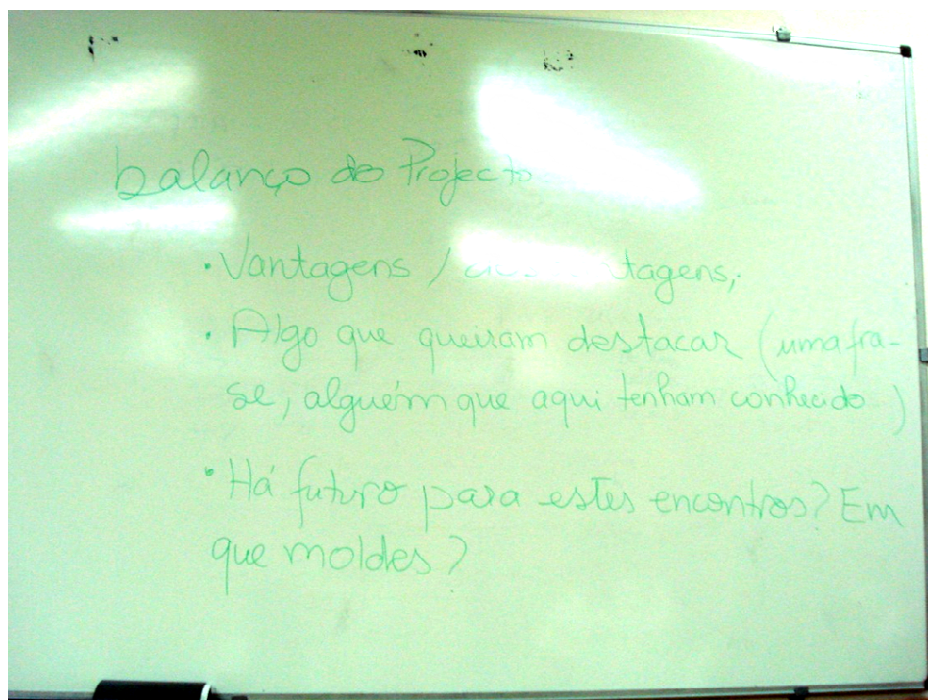 balanço do Projecto
• Vantagens / desvantagens;
• Algo que queiram destacar (uma fra-
se, alguém que aqui tenham conhecido)
• Há futuro para estes encontros? Em
que moldes?